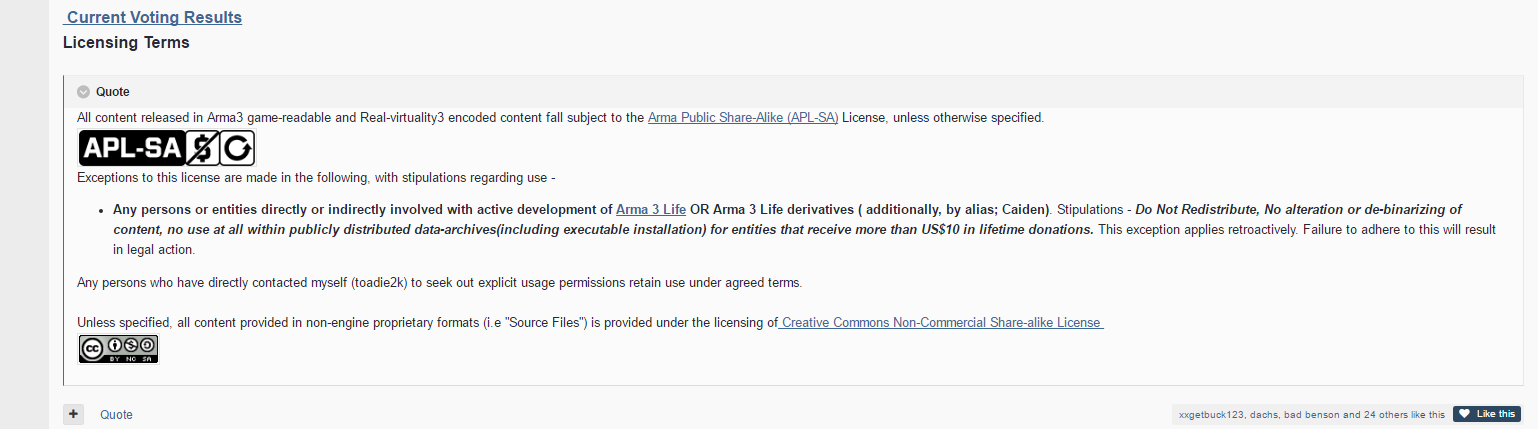 Current Voting Results
Licensing Terms
Quote
All content released in Arma3 game-readable and Real-virtuality3 encoded content fall subject to the Arma Public Share-Alike (APL-SA) License, unless otherwise specified.
APL-SA
Exceptions to this license are made in the following, with stipulations regarding use -
• Any persons or entities directly or indirectly involved with active development of Arma 3 Life OR Arma 3 Life derivatives ( additionally, by alias; Caiden). Stipulations - Do Not Redistribute, No alteration or de-binarizing of
content, no use at all within publicly distributed data-archives(including executable installation) for entities that receive more than US$10 in lifetime donations. This exception applies retroactively. Failure to adhere to this will result
in legal action.
Any persons who have directly contacted myself (toadie2k) to seek out explicit usage permissions retain use under agreed terms.
Unless specified, all content provided in non-engine proprietary formats (i.e "Source Files") is provided under the licensing of Creative Commons Non-Commercial Share-alike License
cc
BY NC SA
+ Quote
xxgetbuck123, dachs, bad benson and 24 others like this Like this